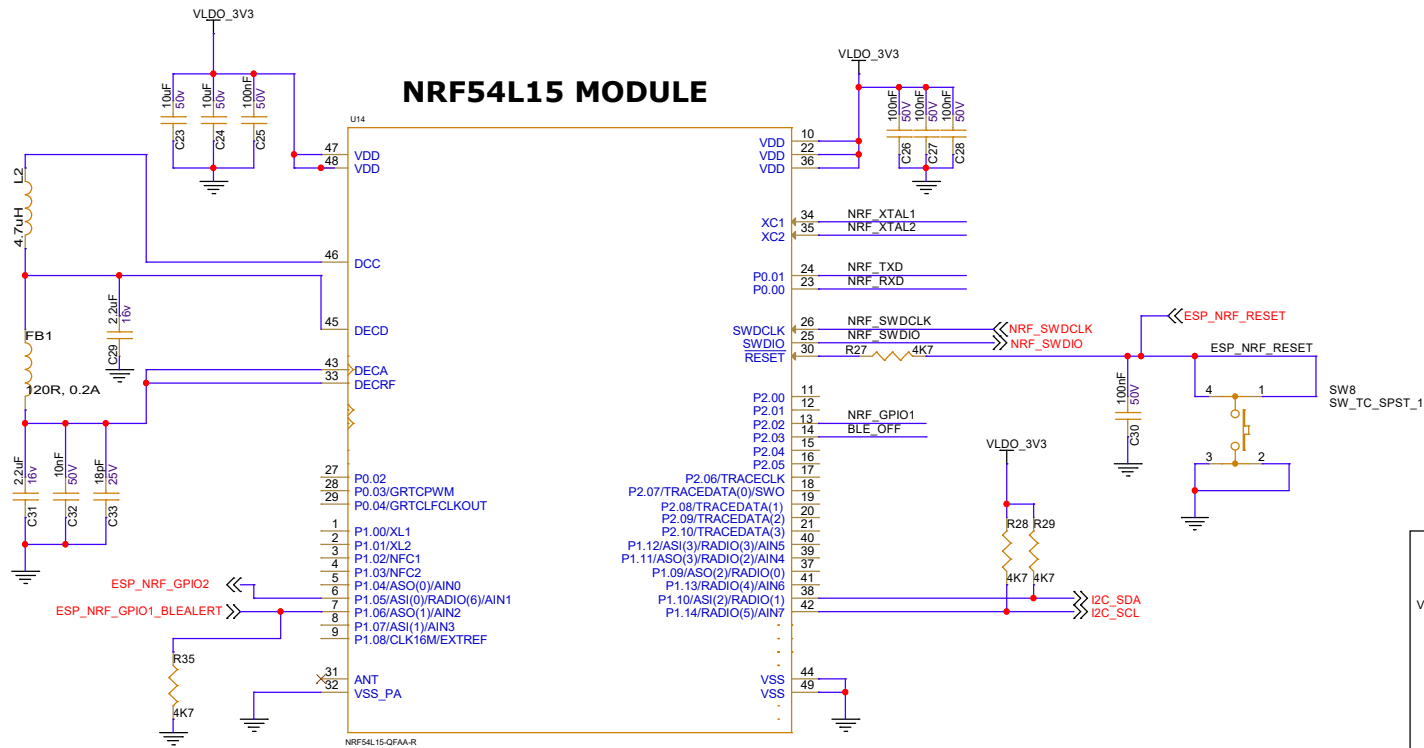 VLDO_3V3
10uF
50v
C23
10uF
50v
C24
100nF
50V
C25
NRF54L15 MODULE
VLDO_3V3
100nF
50V
C26
100nF
50V
C27
100nF
50V
C28
U14
47 VDD
48 VDD
46 DCC
45 DECD
43 DECA
33 DECRF
27 P0.02
28 P0.03/GRTCPWM
29 P0.04/GRTCLFCLKOUT
1 P1.00/XL1
2 P1.01/XL2
3 P1.02/NFC1
4 P1.03/NFC2
5 P1.04/ASO(0)/AIN0
6 P1.05/ASI(0)/RADIO(6)/AIN1
7 P1.06/ASO(1)/AIN2
8 P1.07/ASI(1)/AIN3
9 P1.08/CLK16M/EXTREF
31 ANT
32 VSS_PA
VDD 10
VDD 22
VDD 36
XC1 34 NRF_XTAL1
XC2 35 NRF_XTAL2
P0.01 24 NRF_TXD
P0.00 23 NRF_RXD
SWDCLK 26 NRF_SWDCLK NRF_SWDCLK
SWDIO 25 NRF_SWDIO NRF_SWDIO
RESET 30 R27 4K7
P2.00 11
P2.01 12
P2.02 13 NRF_GPIO1
P2.03 14 BLE_OFF
P2.04 15
P2.05 16
P2.06/TRACECLK 17
P2.07/TRACEDATA(0)/SWO 18
P2.08/TRACEDATA(1) 19
P2.09/TRACEDATA(2) 20
P2.10/TRACEDATA(3) 21
P1.12/ASI(3)/RADIO(3)/AIN5 40
P1.11/ASO(3)/RADIO(2)/AIN4 39
P1.09/ASO(2)/RADIO(0) 37
P1.13/RADIO(4)/AIN6 41
P1.10/ASI(2)/RADIO(1) 38 I2C_SDA
P1.14/RADIO(5)/AIN7 42 I2C_SCL
VSS 44
VSS 49
NRF54L15-QFAA-R
L2
4.7uH
2.2uF
16v
C29
FB1
120R, 0.2A
2.2uF
16v
C31
10nF
50V
C32
18pF
25V
C33
ESP_NRF_GPIO2
ESP_NRF_GPIO1_BLEALERT
R35
4K7
ESP_NRF_RESET
ESP_NRF_RESET
100nF
50V
C30
4 1
3 2
SW8
SW_TC_SPST_1
VLDO_3V3
R28 R29
4K7 4K7
V